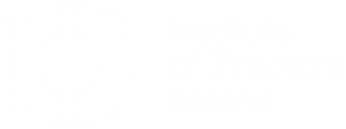 Institute
of Directors
Ireland